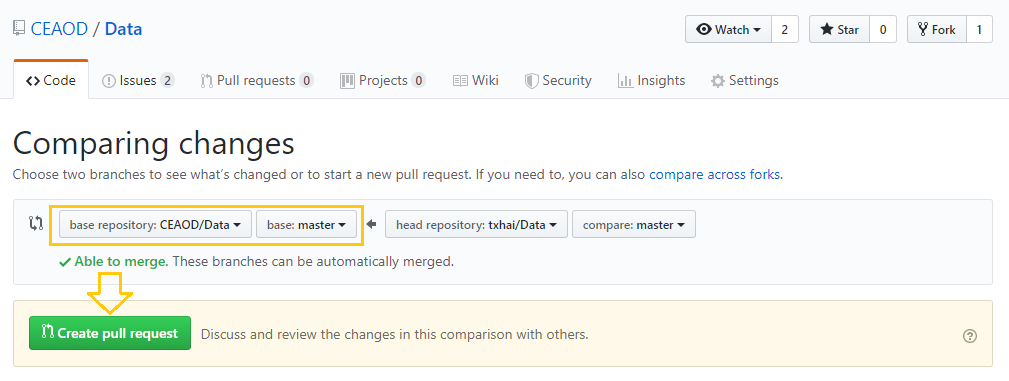 CEAOD / Data Watch 2 Star 0 Fork 1
Code Issues 2 Pull requests 0 Projects 0 Wiki Security Insights Settings
Comparing changes
Choose two branches to see what's changed or to start a new pull request. If you need to, you can also compare across forks.
base repository: CEAOD/Data base: master head repository: txhai/Data compare: master
Able to merge. These branches can be automatically merged.
Create pull request Discuss and review the changes in this comparison with others. ?